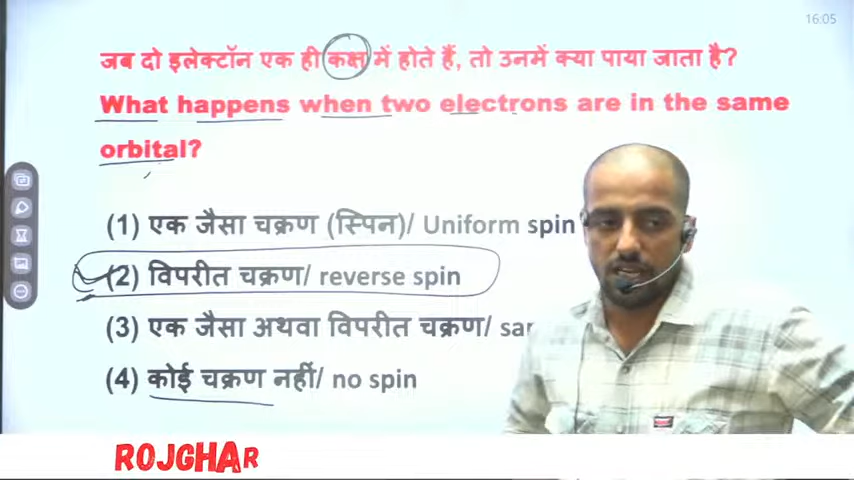 16:05
जब दो इलेक्टॉन एक ही कक्ष में होते हैं, तो उनमें क्या पाया जाता है?
What happens when two electrons are in the same
orbital?
(1) एक जैसा चक्रण (स्पिन)/ Uniform spin
(2) विपरीत चक्रण/ reverse spin
(3) एक जैसा अथवा विपरीत चक्रण/
(4) कोई चक्रण नहीं/ no spin
ROJGHAR